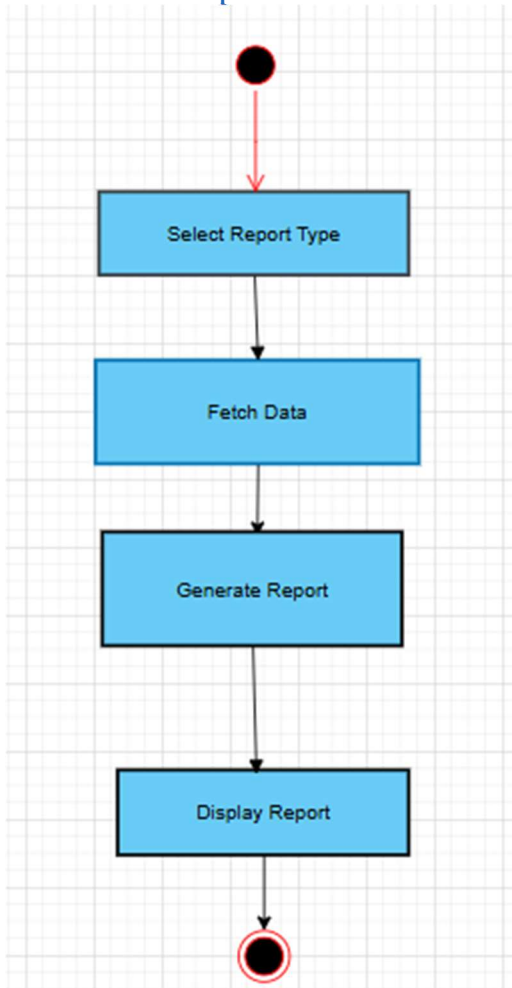 Select Report Type
Fetch Data
Generate Report
Display Report